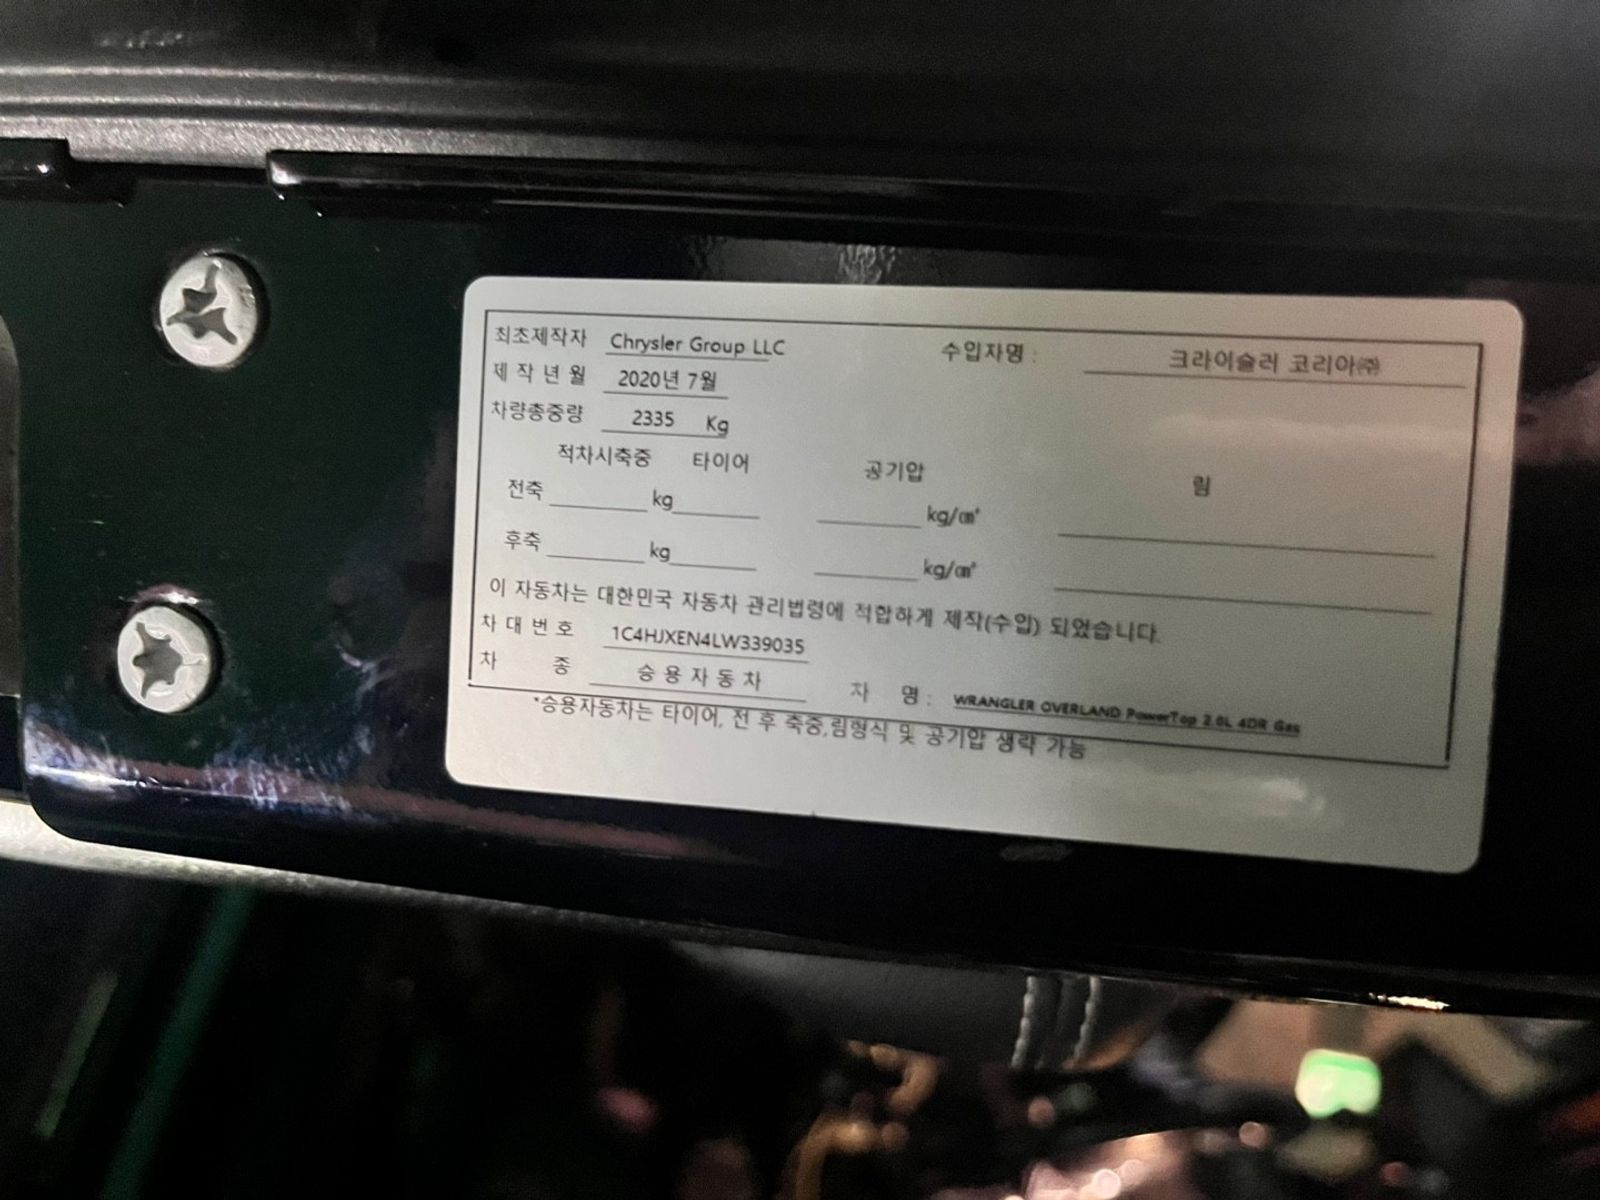 최초제작자 Chrysler Group LLC 수입자명 : 크라이슬러 코리아㈜
제 작 년 월 2020년 7월
차량총중량 2335 Kg
적차시축중 타이어 공기압 림
전축 kg kg/㎠
후축 kg kg/㎠
이 자동차는 대한민국 자동차 관리법령에 적합하게 제작(수입) 되었습니다.
차 대 번 호 1C4HJXEN4LW339035
차 종 승 용 자 동 차 차 명 : WRANGLER OVERLAND PowerTop 2.0L 4DR Gas
*승용자동차는 타이어, 전 후 축중,림형식 및 공기압 생략 가능